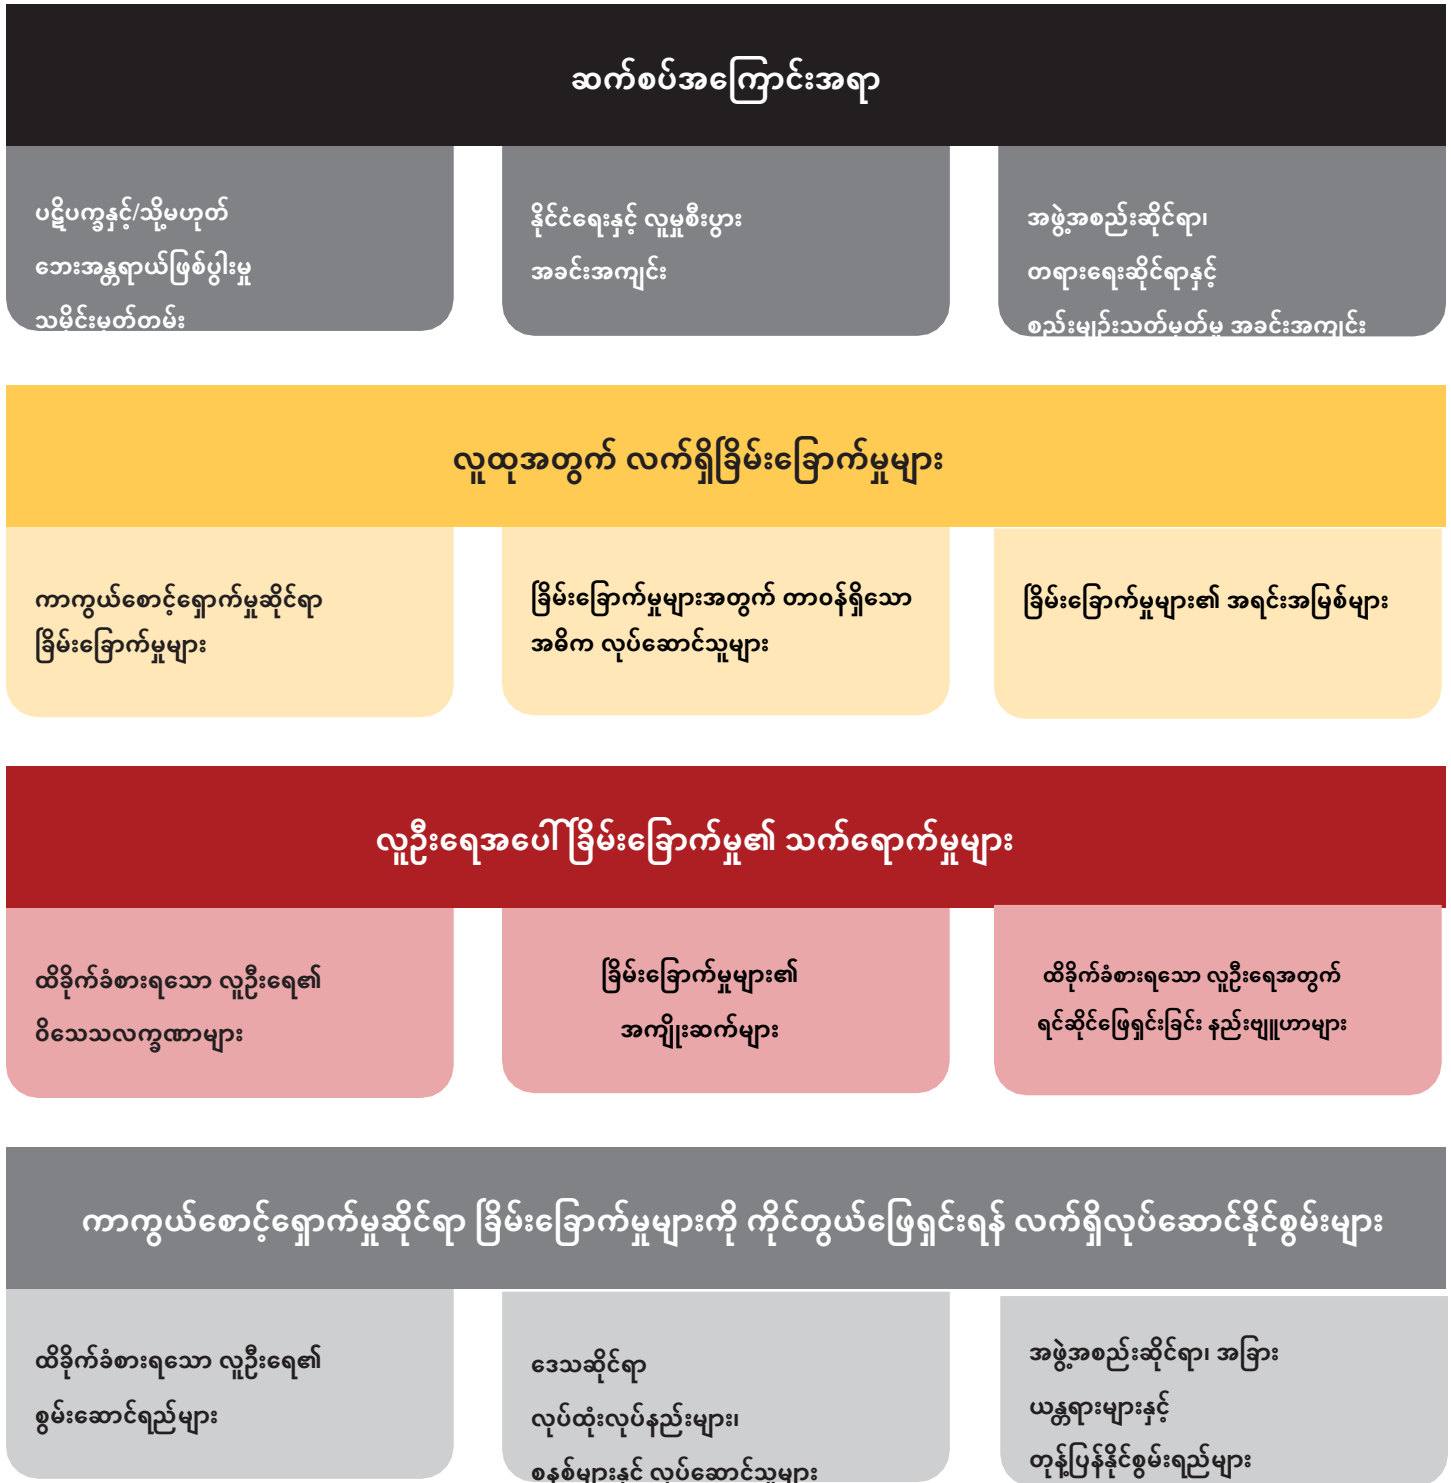 ဆက်စပ်အကြောင်းအရာ
ပဋိပက္ခနှင့်/သို့မဟုတ်
ဘေးအန္တရာယ်ဖြစ်ပွါးမှု
သမိုင်းမှတ်တမ်း
နိုင်ငံရေးနှင့် လူမှုစီးပွား
အခင်းအကျင်း
အဖွဲ့အစည်းဆိုင်ရာ၊
တရားရေးဆိုင်ရာနှင့်
စည်းမျဉ်းသတ်မှတ်မှု အခင်းအကျင်း
လူထုအတွက် လက်ရှိခြိမ်းခြောက်မှုများ
ကာကွယ်စောင့်ရှောက်မှုဆိုင်ရာ
ခြိမ်းခြောက်မှုများ
ခြိမ်းခြောက်မှုများအတွက် တာဝန်ရှိသော
အဓိက လုပ်ဆောင်သူများ
ခြိမ်းခြောက်မှုများ၏ အရင်းအမြစ်များ
လူဦးရေအပေါ် ခြိမ်းခြောက်မှု၏ သက်ရောက်မှုများ
ထိခိုက်ခံစားရသော လူဦးရေ၏
ဝိသေသလက္ခဏာများ
ခြိမ်းခြောက်မှုများ၏
အကျိုးဆက်များ
ထိခိုက်ခံစားရသော လူဦးရေအတွက်
ရင်ဆိုင်ဖြေရှင်းခြင်း နည်းဗျူဟာများ
ကာကွယ်စောင့်ရှောက်မှုဆိုင်ရာ ခြိမ်းခြောက်မှုများကို ကိုင်တွယ်ဖြေရှင်းရန် လက်ရှိလုပ်ဆောင်နိုင်စွမ်းများ
ထိခိုက်ခံစားရသော လူဦးရေ၏
စွမ်းဆောင်ရည်များ
ဒေသဆိုင်ရာ
လုပ်ထုံးလုပ်နည်းများ၊
စနစ်များနှင့် လုပ်ဆောင်သူများ
အဖွဲ့အစည်းဆိုင်ရာ၊ အခြား
ယန္တရားများနှင့်
တုန့်ပြန်နိုင်စွမ်းရည်များ